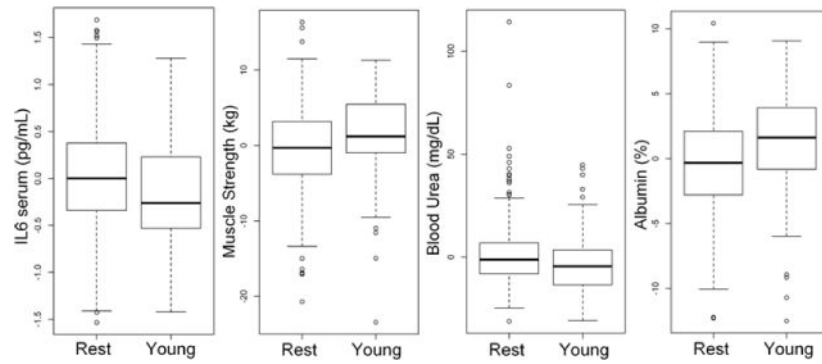 IL6 serum (pg/mL)
1.5
1.0
0.5
0.0
-0.5
-1.0
-1.5
Rest Young
Muscle Strength (kg)
10
0
-10
-20
Rest Young
Blood Urea (mg/dL)
100
50
0
Rest Young
Albumin (%)
10
5
0
-5
-10
Rest Young